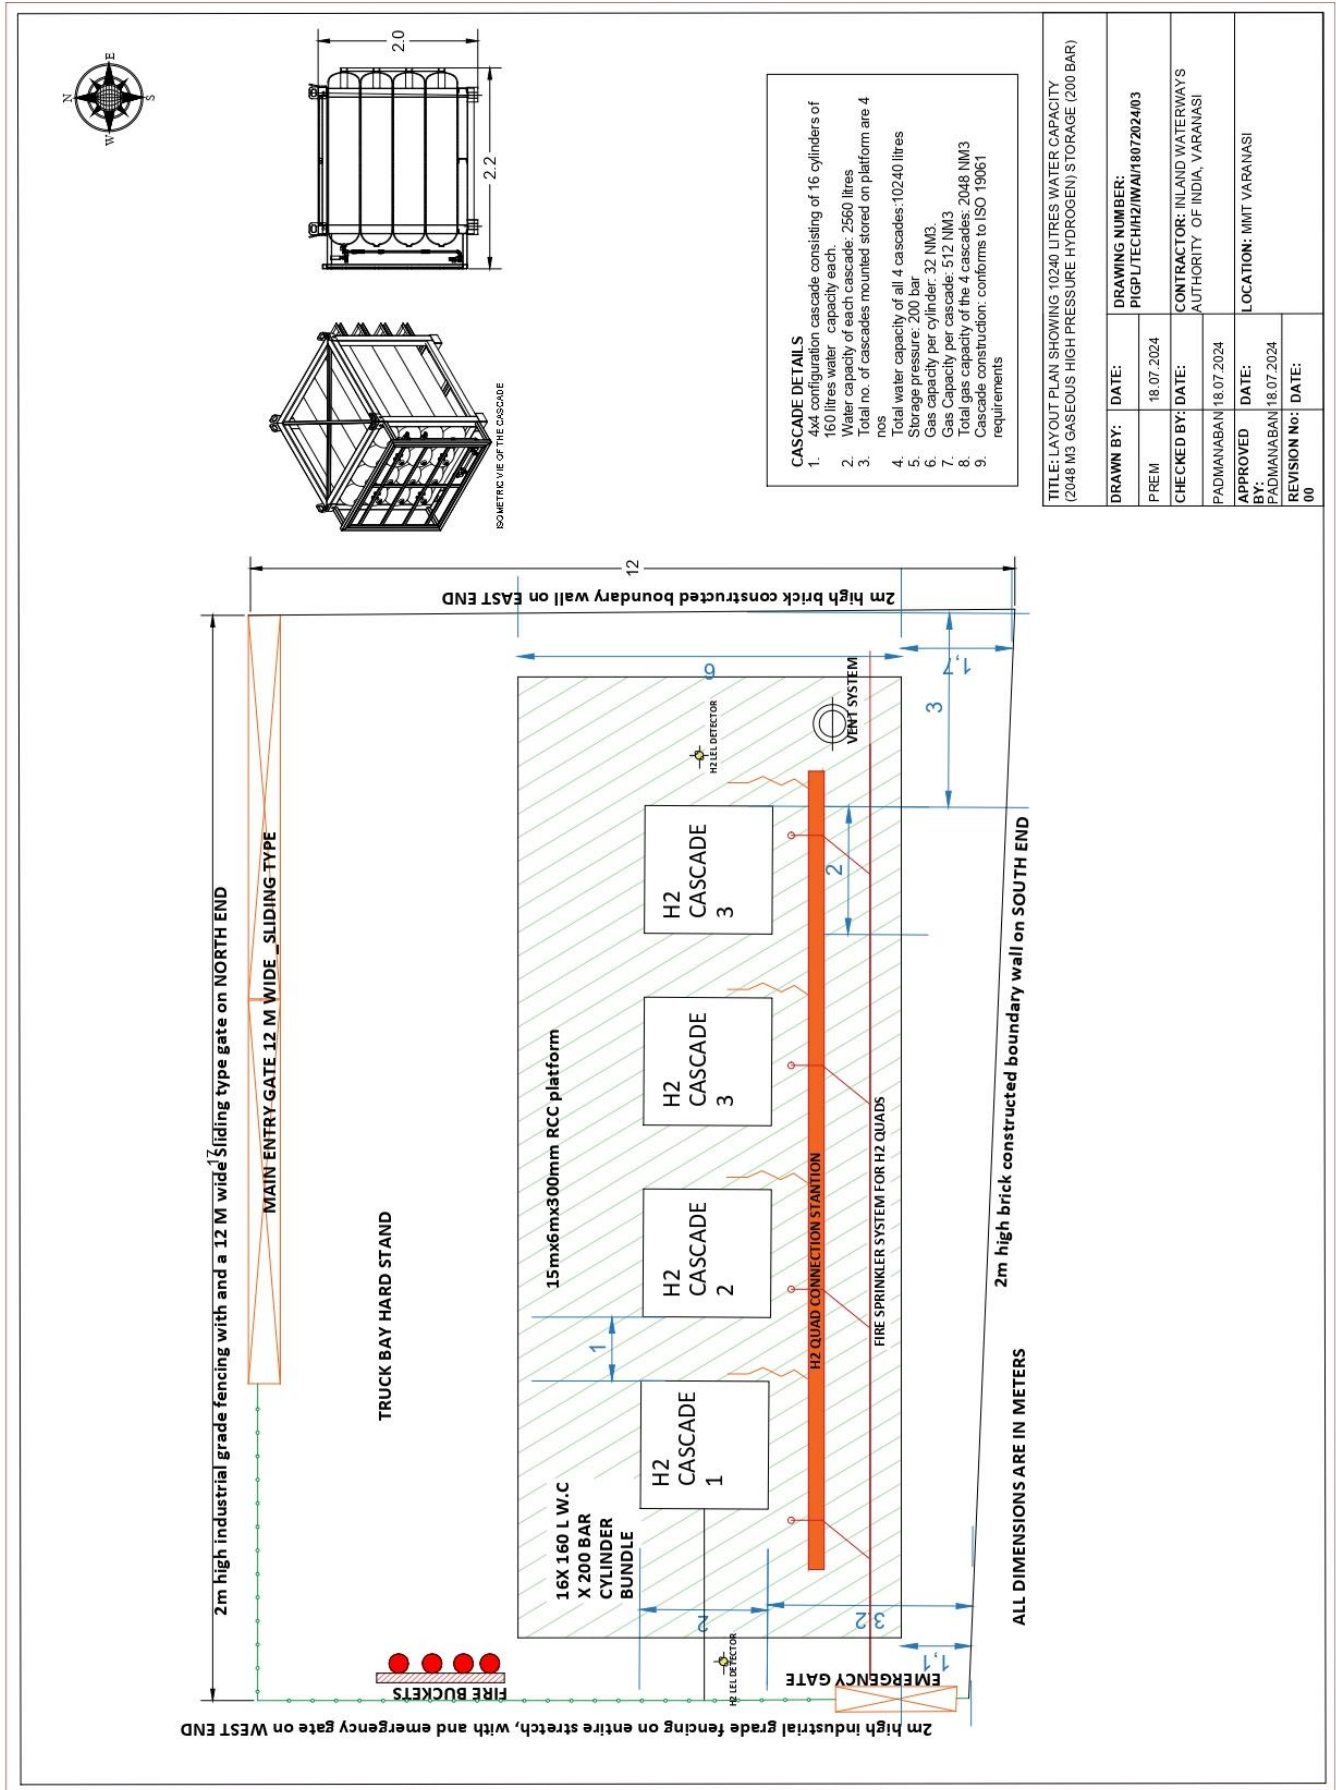 N
E
S
W
2.0
2.2
ISOMETRIC VIE OF THE CASCADE
CASCADE DETAILS
1. 4x4 configuration cascade consisting of 16 cylinders of
160 litres water capacity each.
2. Water capacity of each cascade: 2560 litres
3. Total no. of cascades mounted stored on platform are 4
nos
4. Total water capacity of all 4 cascades:10240 litres
5. Storage pressure: 200 bar
6. Gas capacity per cylinder: 32 NM3.
7. Gas Capacity per cascade: 512 NM3
8. Total gas capacity of the 4 cascades: 2048 NM3
9. Cascade construction: conforms to ISO 19061
requirements
TITLE: LAYOUT PLAN SHOWING 10240 LITRES WATER CAPACITY
(2048 M3 GASEOUS HIGH PRESSURE HYDROGEN) STORAGE (200 BAR)
DRAWN BY:
DATE:
DRAWING NUMBER:
PIGPL/TECH/H2/IWAI/18072024/03
PREM
18.07.2024
CHECKED BY:
DATE:
CONTRACTOR: INLAND WATERWAYS
AUTHORITY OF INDIA, VARANASI
PADMANABAN
18.07.2024
APPROVED
BY:
DATE:
LOCATION: MMT VARANASI
PADMANABAN
18.07.2024
REVISION No:
00
DATE:
17
2m high industrial grade fencing with and a 12 M wide Sliding type gate on NORTH END
MAIN ENTRY GATE 12 M WIDE _SLIDING TYPE
12
2m high brick constructed boundary wall on EAST END
TRUCK BAY HARD STAND
15mx6mx300mm RCC platform
6
H2 LEL DETECTOR
VENT SYSTEM
1,7
3
16X 160 L W.C
X 200 BAR
CYLINDER
BUNDLE
1
H2
CASCADE
1
H2
CASCADE
2
H2
CASCADE
3
H2
CASCADE
3
2
H2 QUAD CONNECTION STANTION
FIRE SPRINKLER SYSTEM FOR H2 QUADS
2
3.2
1,1
H2 LEL DETECTOR
FIRE BUCKETS
EMERGENCY GATE
2m high industrial grade fencing on entire stretch, with and emergency gate on WEST END
2m high brick constructed boundary wall on SOUTH END
ALL DIMENSIONS ARE IN METERS